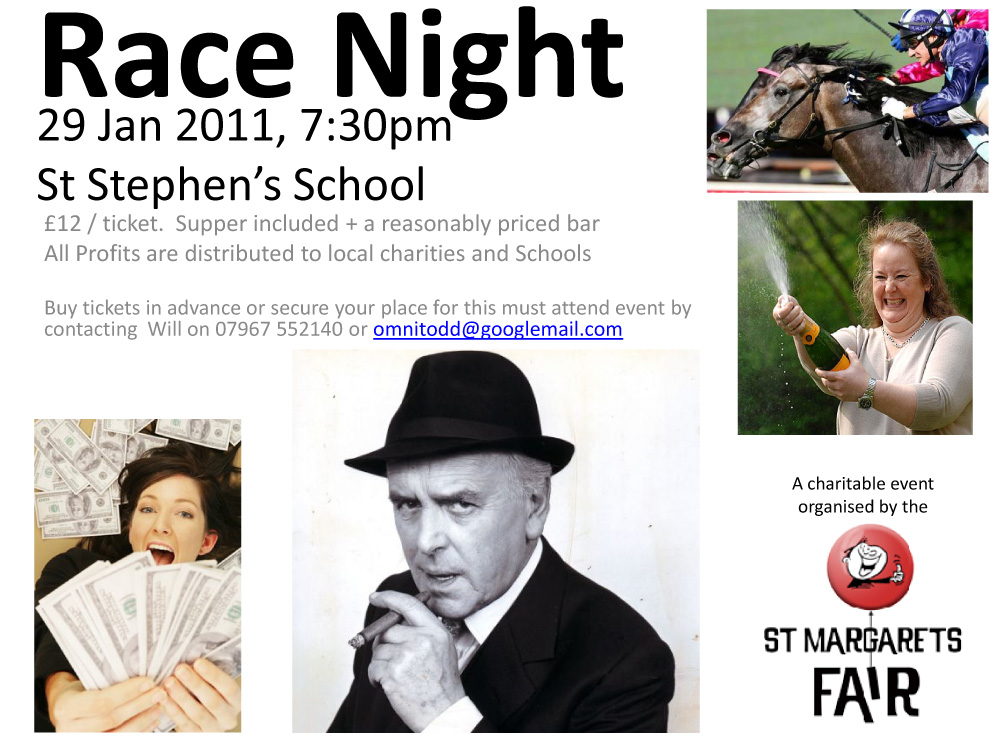 Race Night
29 Jan 2011, 7:30pm
St Stephen’s School
£12 / ticket.  Supper included + a reasonably priced bar
All Profits are distributed to local charities and Schools
Buy tickets in advance or secure your place for this must attend event by
contacting  Will on 07967 552140 or omnitodd@googlemail.com
A charitable event
organised by the
ST MARGARETS
FAIR